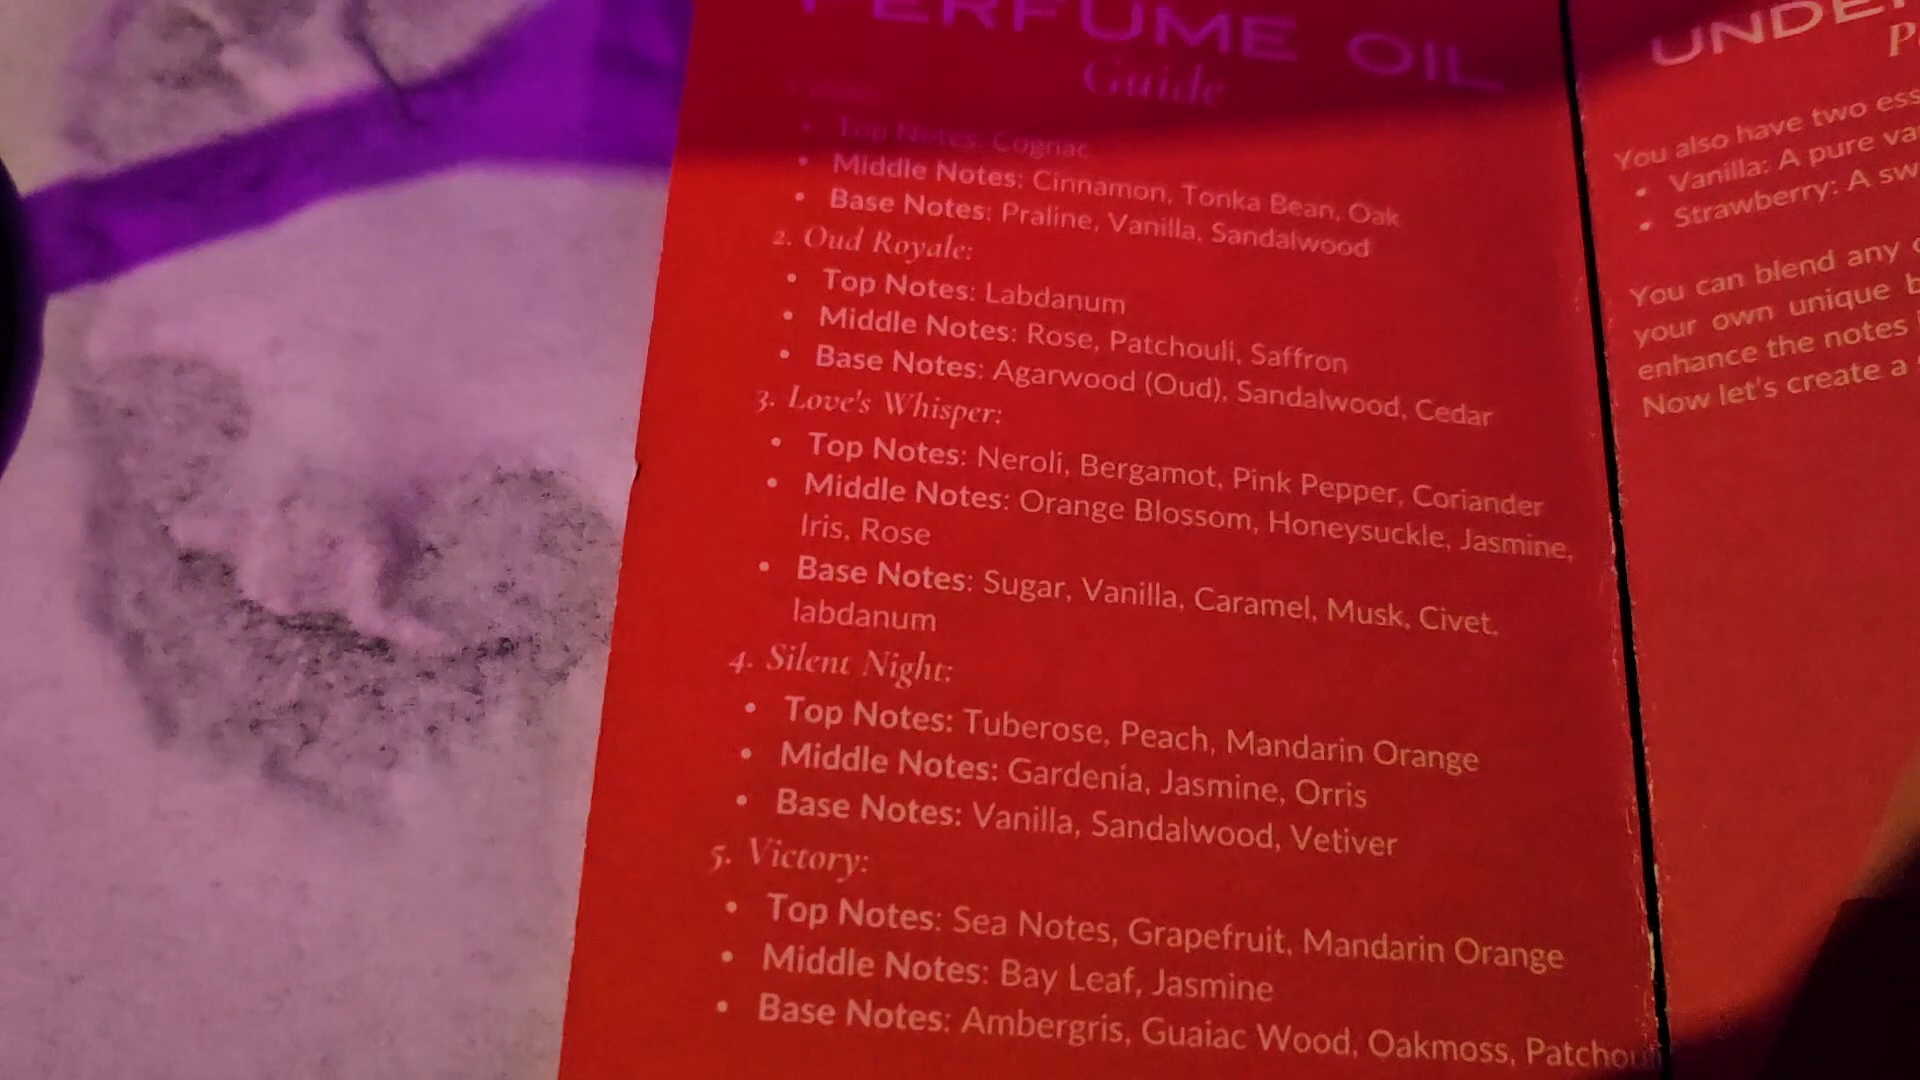 PERFUME OIL
Guide
Top Notes: Cognac
• Middle Notes: Cinnamon, Tonka Bean, Oak
• Base Notes: Praline, Vanilla, Sandalwood
2. Oud Royale:
• Top Notes: Labdanum
• Middle Notes: Rose, Patchouli, Saffron
• Base Notes: Agarwood (Oud), Sandalwood, Cedar
3. Love's Whisper:
• Top Notes: Neroli, Bergamot, Pink Pepper, Coriander
• Middle Notes: Orange Blossom, Honeysuckle, Jasmine,
Iris, Rose
• Base Notes: Sugar, Vanilla, Caramel, Musk, Civet,
labdanum
4. Silent Night:
• Top Notes: Tuberose, Peach, Mandarin Orange
• Middle Notes: Gardenia, Jasmine, Orris
• Base Notes: Vanilla, Sandalwood, Vetiver
5. Victory:
• Top Notes: Sea Notes, Grapefruit, Mandarin Orange
• Middle Notes: Bay Leaf, Jasmine
• Base Notes: Ambergris, Guaiac Wood, Oakmoss,
You also have two
• Vanilla: A pure
• Strawberry: A
You can blend any
your own unique
enhance the notes
Now let's create a